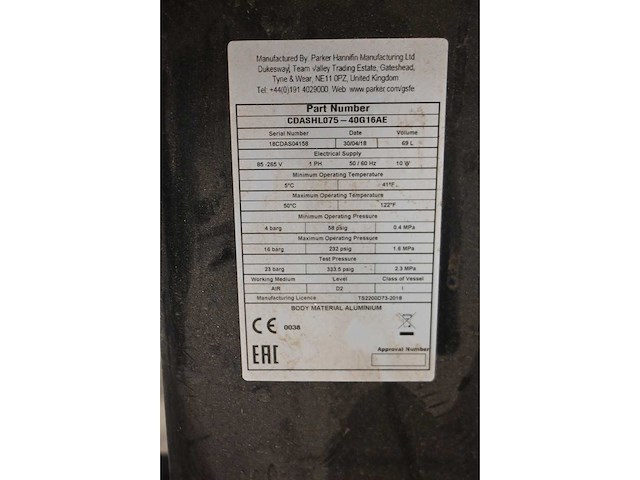 Manufactured By: Parker Hannifin Manufacturing Ltd
Dukesway, Team Valley Trading Estate, Gateshead,
Tyne & Wear, NE11 0PZ, United Kingdom
Tel: +44(0)191 4029000 Web: www.parker.com/gsfe
Part Number
CDASHL075-40G16AE
Serial Number Date Volume
18CDAS04158 30/04/18 69 L
Electrical Supply
85 -265 V 1 PH 50 / 60 Hz 10 W
Minimum Operating Temperature
5°C 41°F
Maximum Operating Temperature
50°C 122°F
Minimum Operating Pressure
4 barg 58 psig 0.4 MPa
Maximum Operating Pressure
16 barg 232 psig 1.6 MPa
Test Pressure
23 barg 333.5 psig 2.3 MPa
Working Medium Level Class of Vessel
AIR D2 I
Manufacturing Licence TS2200D73-2018
BODY MATERIAL ALUMINIUM
CE 0038
EAC
Approval Number